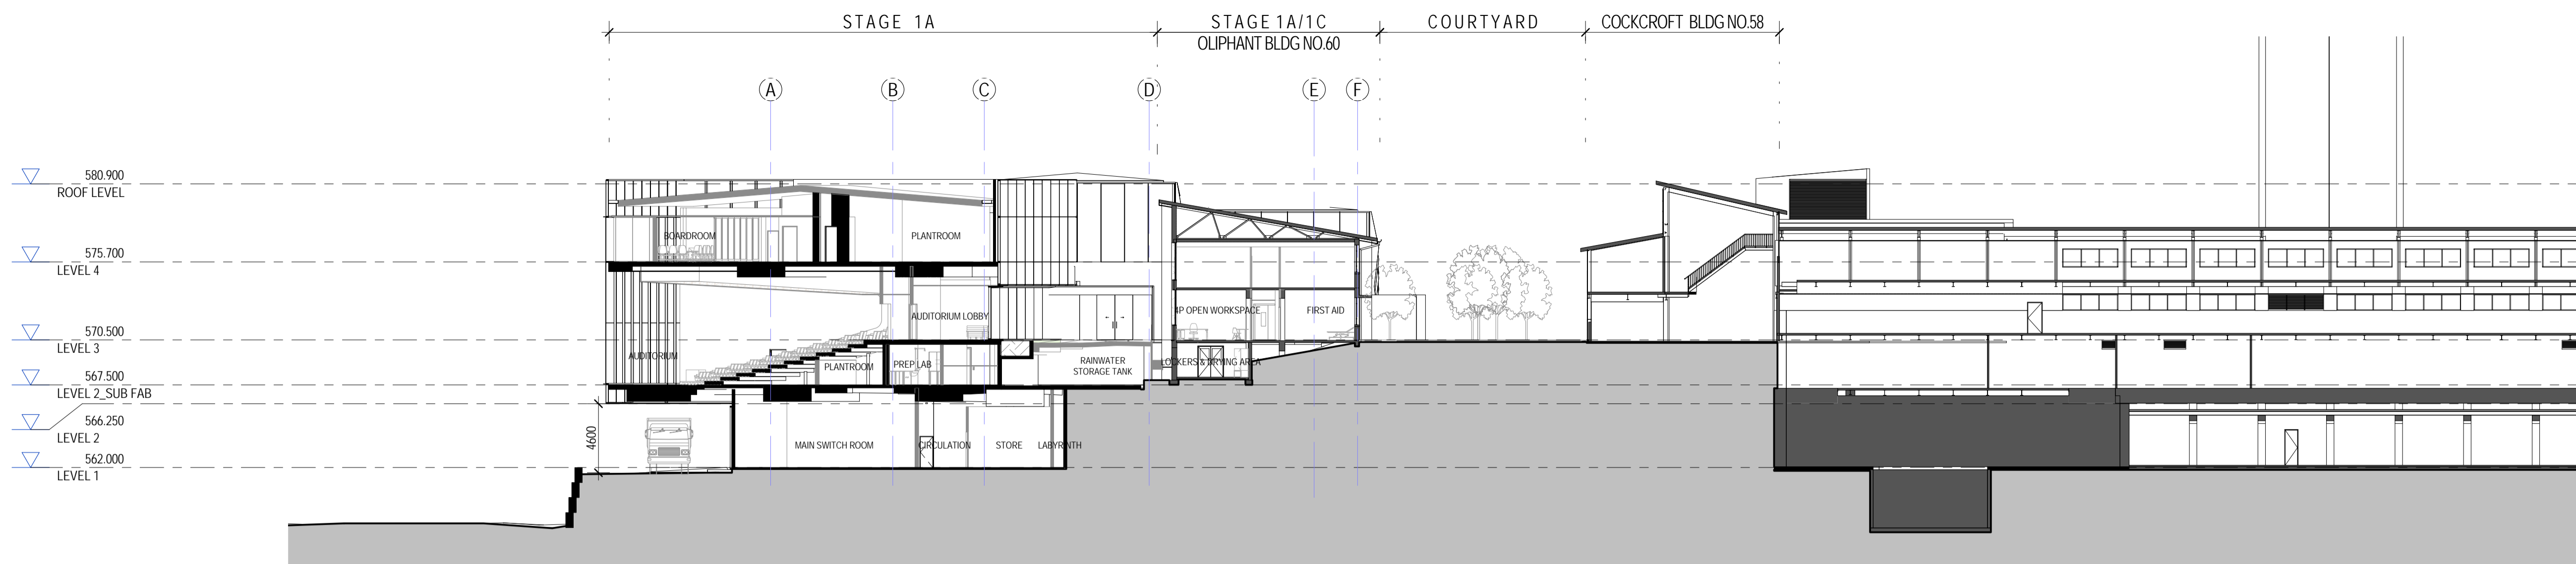 STAGE 1A
STAGE 1A/1C
COURTYARD
COCKCROFT BLDG NO.58
OLIPHANT BLDG NO.60
A
B
C
D
E
F
580.900
ROOF LEVEL
BOARDROOM
PLANTROOM
575.700
LEVEL 4
AUDITORIUM LOBBY
4P OPEN WORKSPACE
FIRST AID
570.500
LEVEL 3
AUDITORIUM
PLANTROOM
PREP LAB
RAINWATER
STORAGE TANK
LOCKERS & DRYING AREA
567.500
LEVEL 2_SUB FAB
566.250
LEVEL 2
4600
MAIN SWITCH ROOM
CIRCULATION
STORE
LABYRINTH
562.000
LEVEL 1